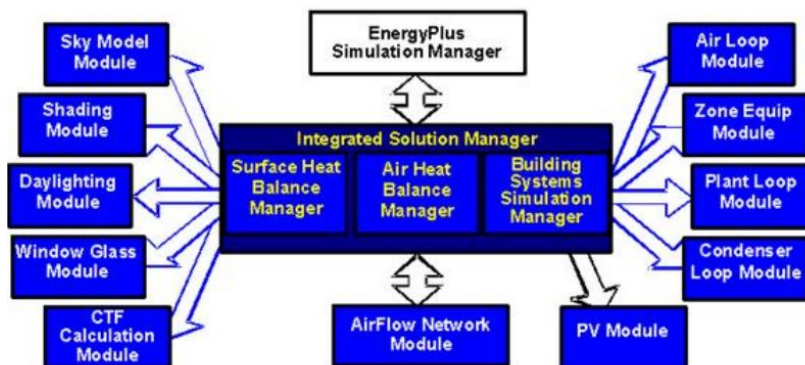 EnergyPlus
Simulation Manager
Sky Model
Module
Shading
Module
Daylighting
Module
Window Glass
Module
CTF
Calculation
Module
Integrated Solution Manager
Surface Heat
Balance
Manager
Air Heat
Balance
Manager
Building
Systems
Simulation
Manager
AirFlow Network
Module
PV Module
Air Loop
Module
Zone Equip
Module
Plant Loop
Module
Condenser
Loop Module